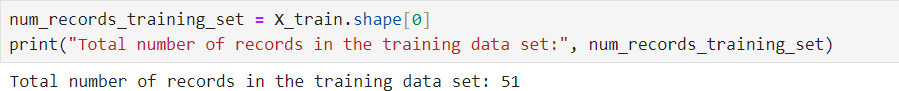 num_records_training_set = X_train.shape[0]
print("Total number of records in the training data set:", num_records_training_set)
Total number of records in the training data set: 51